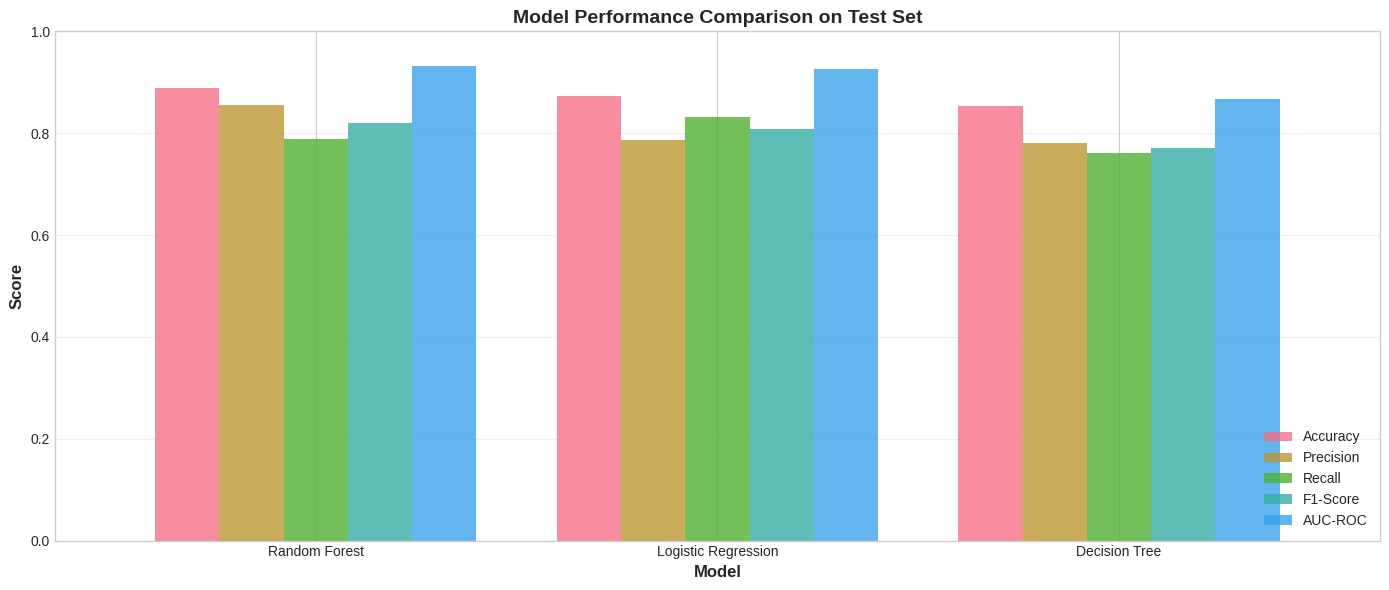 Model Performance Comparison on Test Set
1.0
0.8
0.6
0.4
0.2
0.0
Score
Random Forest
Logistic Regression
Decision Tree
Model
Accuracy
Precision
Recall
F1-Score
AUC-ROC